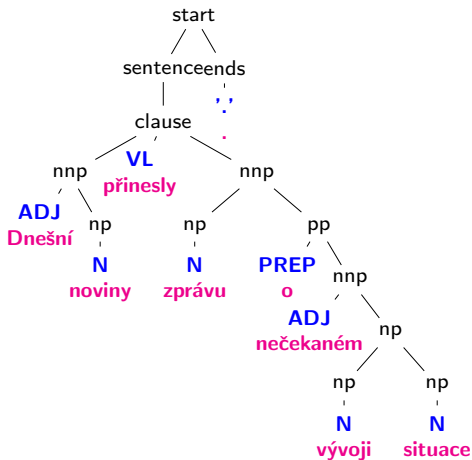 start
sentence ends
clause '.'
.
nnp VL nnp
přinesly
ADJ np np pp
Dnešní
N N PREP nnp
noviny zprávu o
ADJ np
nečekaném
np np
N N
vývoji situace